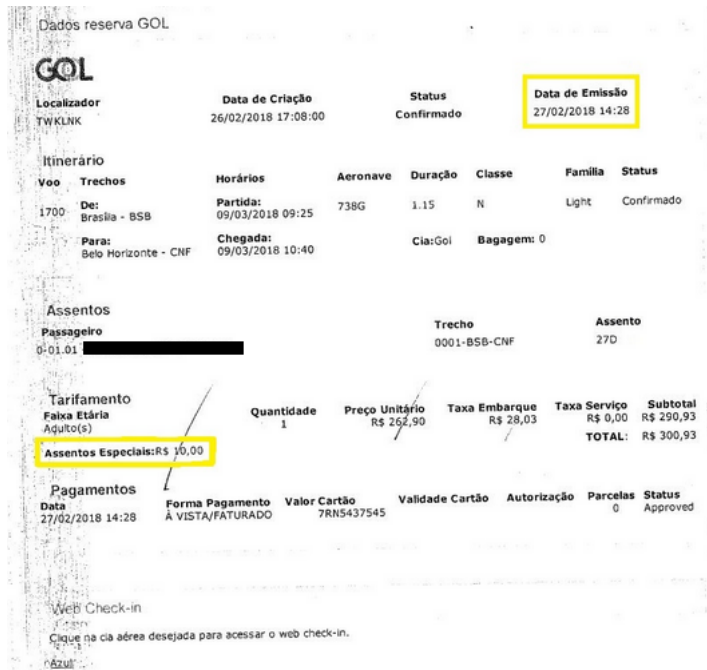 Dados reserva GOL
GOL
Localizador Data de Criação Status Data de Emissão
TWKLNK 26/02/2018 17:08:00 Confirmado 27/02/2018 14:28
Itinerário
Voo Trechos Horários Aeronave Duração Classe Familia Status
1700 De: Partida: 738G 1.15 N Light Confirmado
Brasília - BSB 09/03/2018 09:25
Para: Chegada: Cia:Gol Bagagem: 0
Belo Horizonte - CNF 09/03/2018 10:40
Assentos
Passageiro Trecho Assento
0-01.01 0001-BSB-CNF 27D
Tarifamento
Faixa Etária Quantidade Preço Unitário Taxa Embarque Taxa Serviço Subtotal
Adulto(s) 1 R$ 262,90 R$ 28,03 R$ 0,00 R$ 290,93
TOTAL: R$ 300,93
Assentos Especiais:R$ 10,00
Pagamentos
Data Forma Pagamento Valor Cartão Validade Cartão Autorização Parcelas Status
27/02/2018 14:28 À VISTA/FATURADO 7RN5437545 0 Approved
Web Check-in
Clique na cia aérea desejada para acessar o web check-in.
Azul